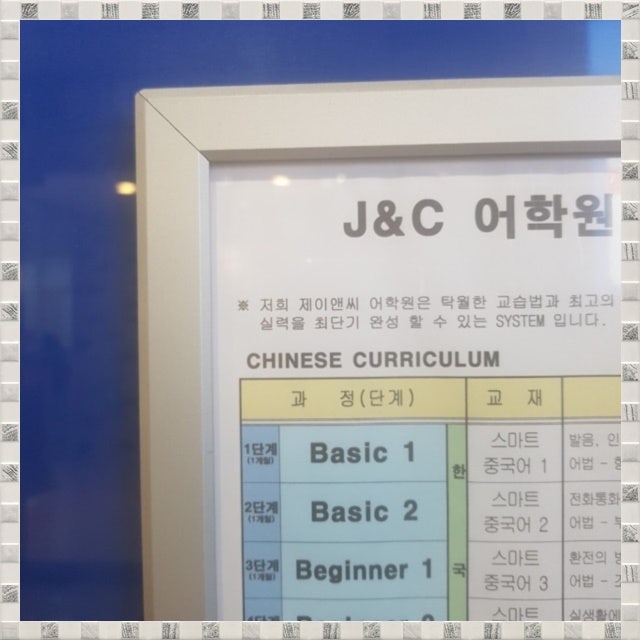 J&C 어학원
※ 저희 제이앤씨 어학원은 탁월한 교습법과 최고의
실력을 최단기 완성 할 수 있는 SYSTEM 입니다.
CHINESE CURRICULUM
과 정(단계) 교 재
1단계 (1개월) Basic 1 한 스마트 중국어 1 발음, 인
어법 -
2단계 (1개월) Basic 2 스마트 중국어 2 전화통화
어법 -
3단계 (1개월) Beginner 1 국 스마트 중국어 3 환전의
어법 -
스마트 실생활에